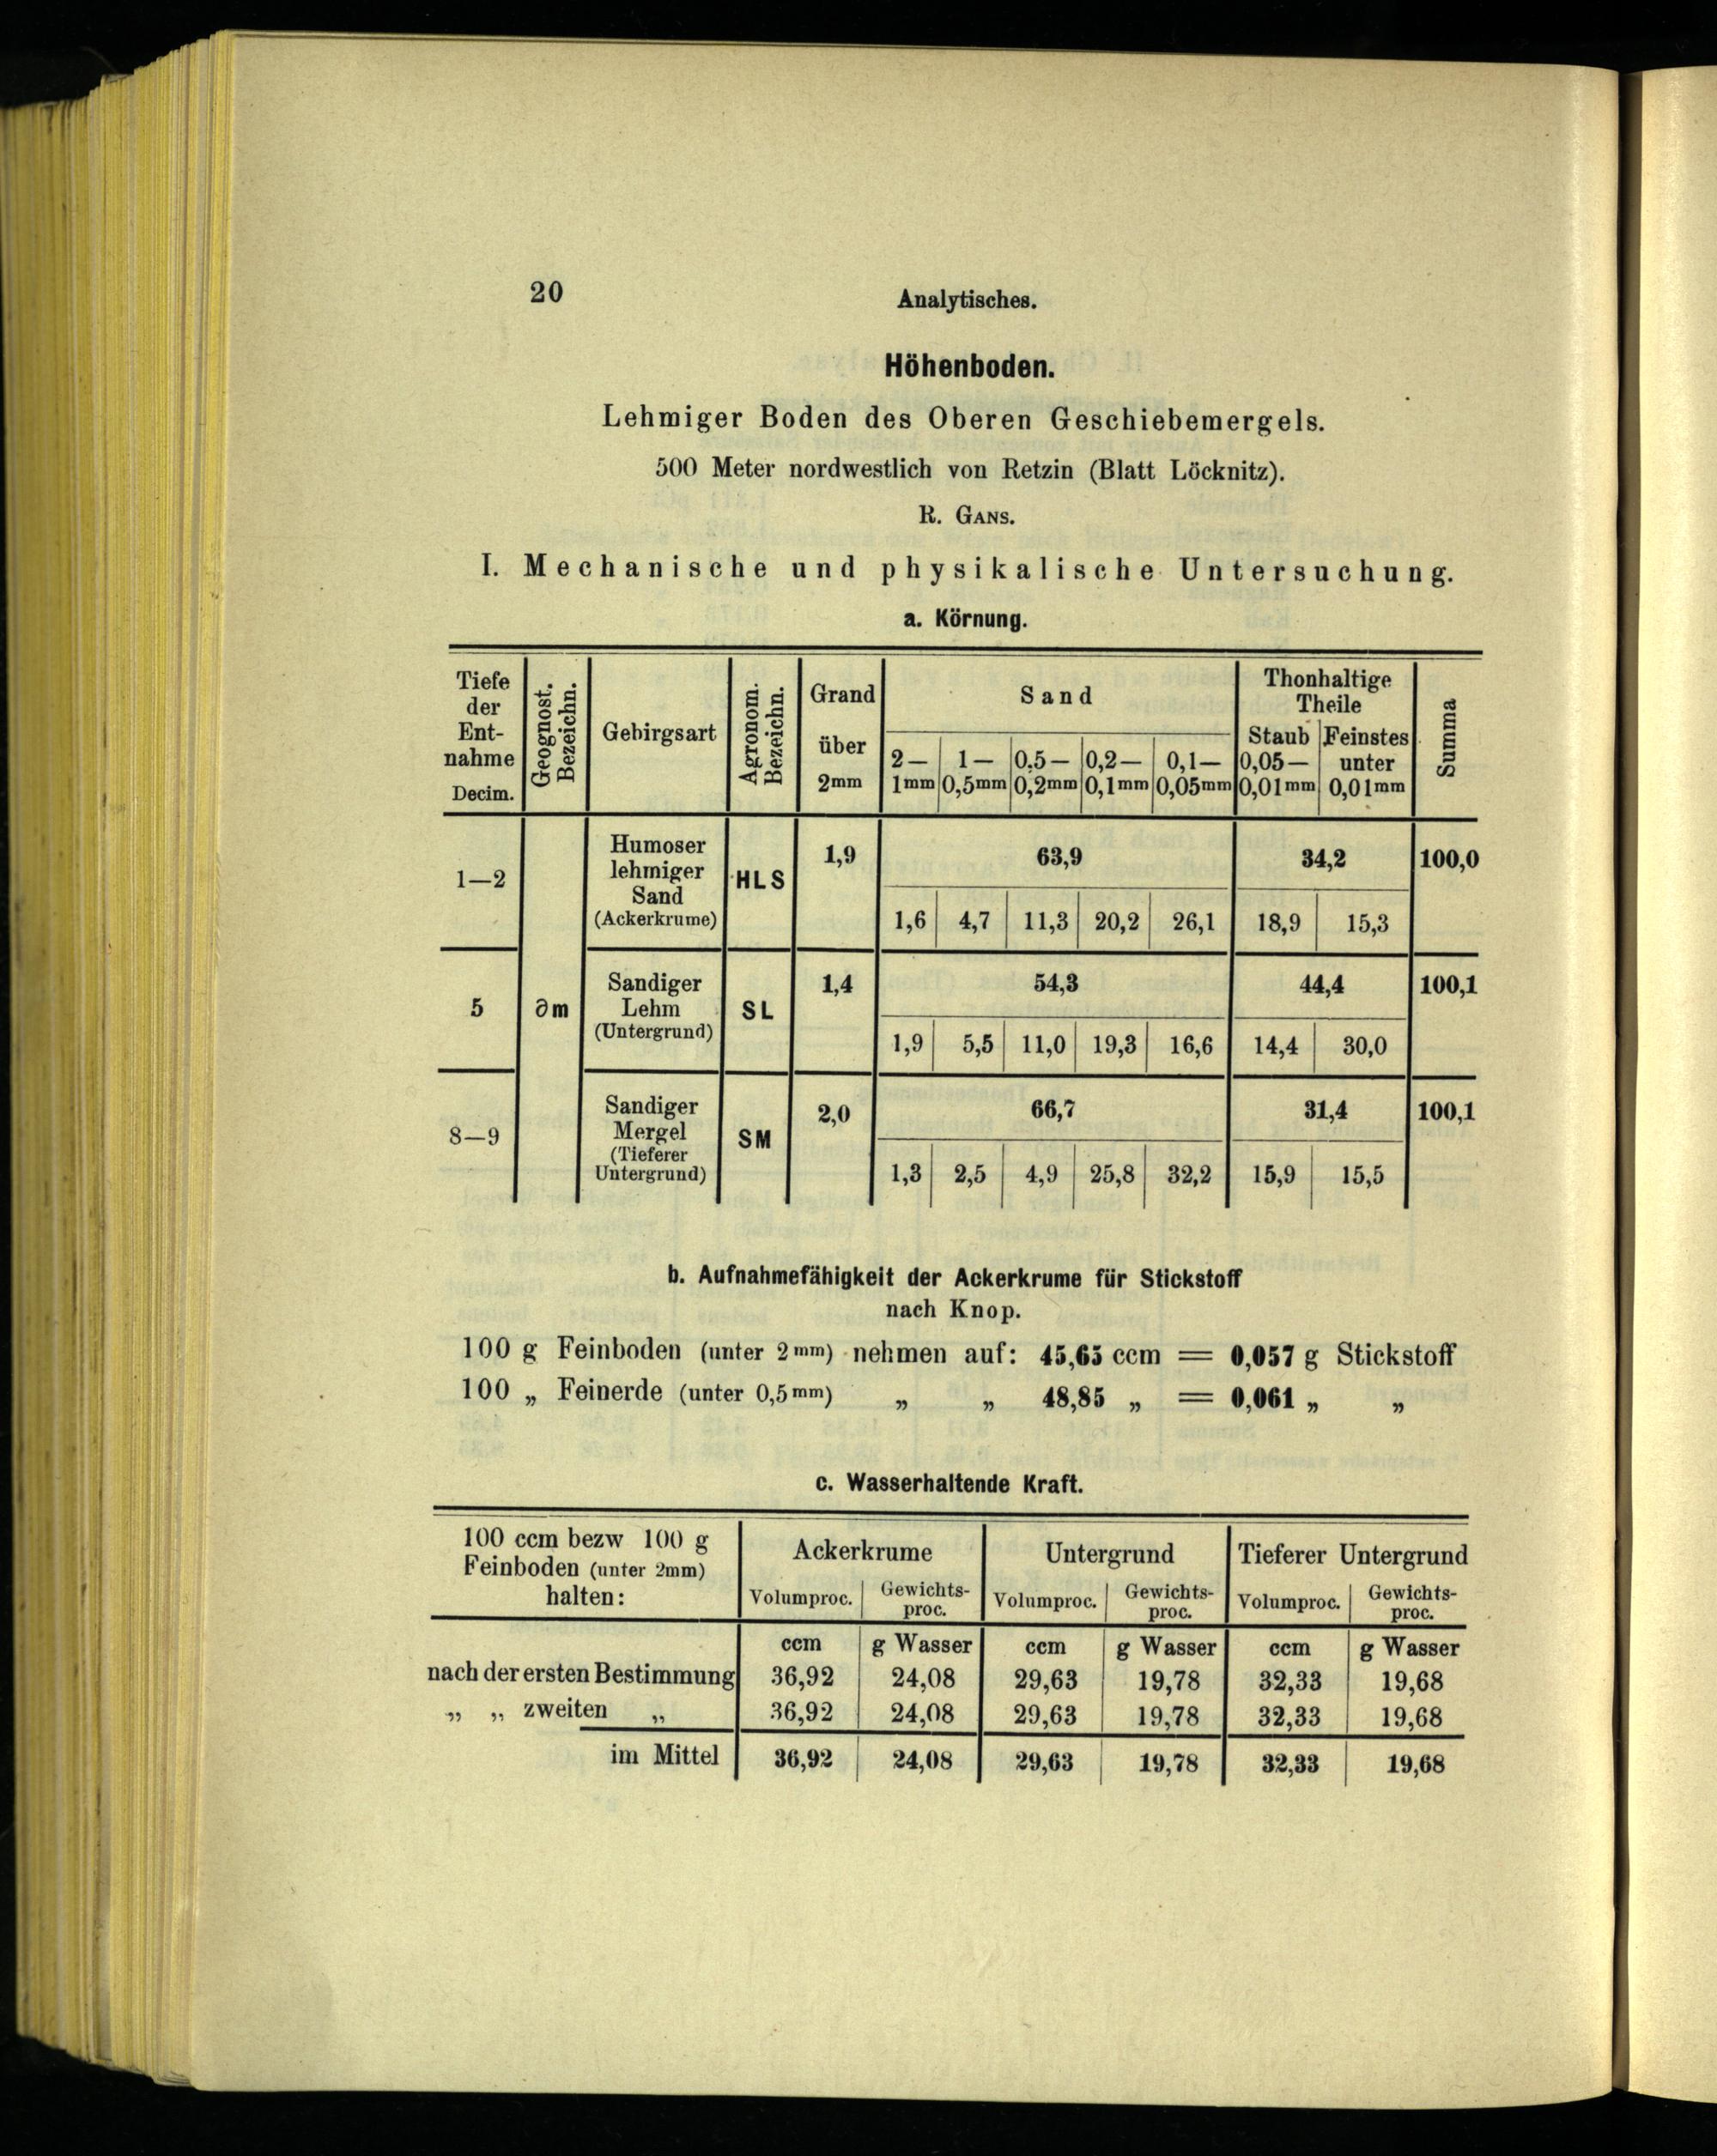 20
Analytisches.
Höhenboden.
Lehmiger Boden des Oberen Geschiebemergels.
500 Meter nordwestlich von Retzin (Blatt Löcknitz).
R. GANS.
I. Mechanische und physikalische Untersuchung.
a. Körnung.
Tiefe der Ent- nahme Decim. | Geognost. Bezeichn. | Gebirgsart | Agronom. Bezeichn. | Grand über 2mm | Sand | Thonhaltige Theile | Summa
2— 1mm | 1— 0,5mm | 0,5— 0,2mm | 0,2— 0,1mm | 0,1— 0,05mm | Staub 0,05— 0,01mm | Feinstes unter 0,01mm
1—2 | Humoser lehmiger Sand (Ackerkrume) | HLS | 1,9 | 63,9 | 34,2 | 100,0
1,6 | 4,7 | 11,3 | 20,2 | 26,1 | 18,9 | 15,3
5 | ∂m | Sandiger Lehm (Untergrund) | SL | 1,4 | 54,3 | 44,4 | 100,1
1,9 | 5,5 | 11,0 | 19,3 | 16,6 | 14,4 | 30,0
8—9 | Sandiger Mergel (Tieferer Untergrund) | SM | 2,0 | 66,7 | 31,4 | 100,1
1,3 | 2,5 | 4,9 | 25,8 | 32,2 | 15,9 | 15,5
b. Aufnahmefähigkeit der Ackerkrume für Stickstoff
nach Knop.
100 g Feinboden (unter 2mm) nehmen auf: 45,65 ccm = 0,057 g Stickstoff
100 „ Feinerde (unter 0,5mm) „ „ 48,85 „ = 0,061 „ „
c. Wasserhaltende Kraft.
100 ccm bezw 100 g Feinboden (unter 2mm) halten: | Ackerkrume | Untergrund | Tieferer Untergrund
Volumproc. | Gewichts- proc. | Volumproc. | Gewichts- proc. | Volumproc. | Gewichts- proc.
ccm | g Wasser | ccm | g Wasser | ccm | g Wasser
nach der ersten Bestimmung | 36,92 | 24,08 | 29,63 | 19,78 | 32,33 | 19,68
„ „ zweiten „ | 36,92 | 24,08 | 29,63 | 19,78 | 32,33 | 19,68
im Mittel | 36,92 | 24,08 | 29,63 | 19,78 | 32,33 | 19,68